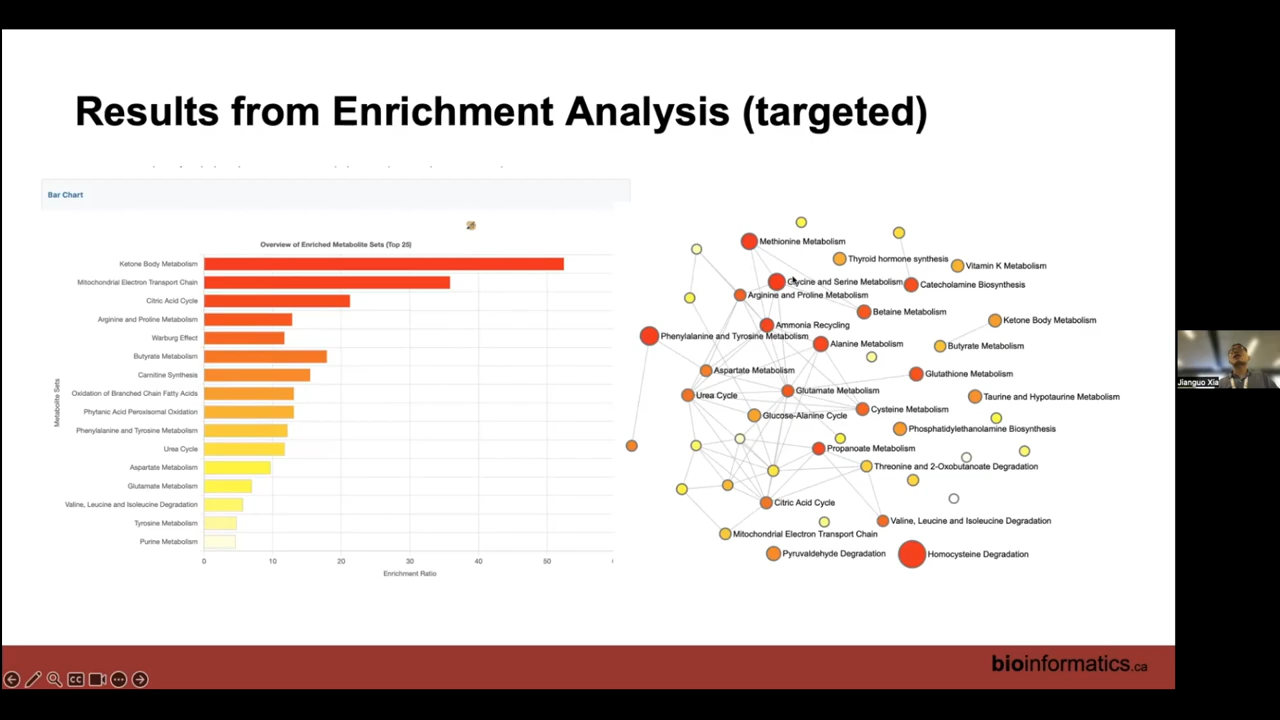 Results from Enrichment Analysis (targeted)
Bar Chart
Overview of Enriched Metabolite Sets (Top 25)
Ketone Body Metabolism
Mitochondrial Electron Transport Chain
Citric Acid Cycle
Arginine and Proline Metabolism
Warburg Effect
Butyrate Metabolism
Carnitine Synthesis
Oxidation of Branched Chain Fatty Acids
Phytanic Acid Peroxisomal Oxidation
Phenylalanine and Tyrosine Metabolism
Urea Cycle
Aspartate Metabolism
Glutamate Metabolism
Valine, Leucine and Isoleucine Degradation
Tyrosine Metabolism
Purine Metabolism
Metabolite Sets
0 10 20 30 40 50
Enrichment Ratio
Methionine Metabolism
Thyroid hormone synthesis
Vitamin K Metabolism
Glycine and Serine Metabolism
Catecholamine Biosynthesis
Arginine and Proline Metabolism
Betaine Metabolism
Ketone Body Metabolism
Ammonia Recycling
Phenylalanine and Tyrosine Metabolism
Alanine Metabolism
Butyrate Metabolism
Aspartate Metabolism
Glutathione Metabolism
Urea Cycle
Glutamate Metabolism
Taurine and Hypotaurine Metabolism
Glucose-Alanine Cycle
Cysteine Metabolism
Phosphatidylethanolamine Biosynthesis
Propanoate Metabolism
Threonine and 2-Oxobutanoate Degradation
Citric Acid Cycle
Valine, Leucine and Isoleucine Degradation
Mitochondrial Electron Transport Chain
Pyruvaldehyde Degradation
Homocysteine Degradation
Jianguo Xia
bioinformatics.ca
CC